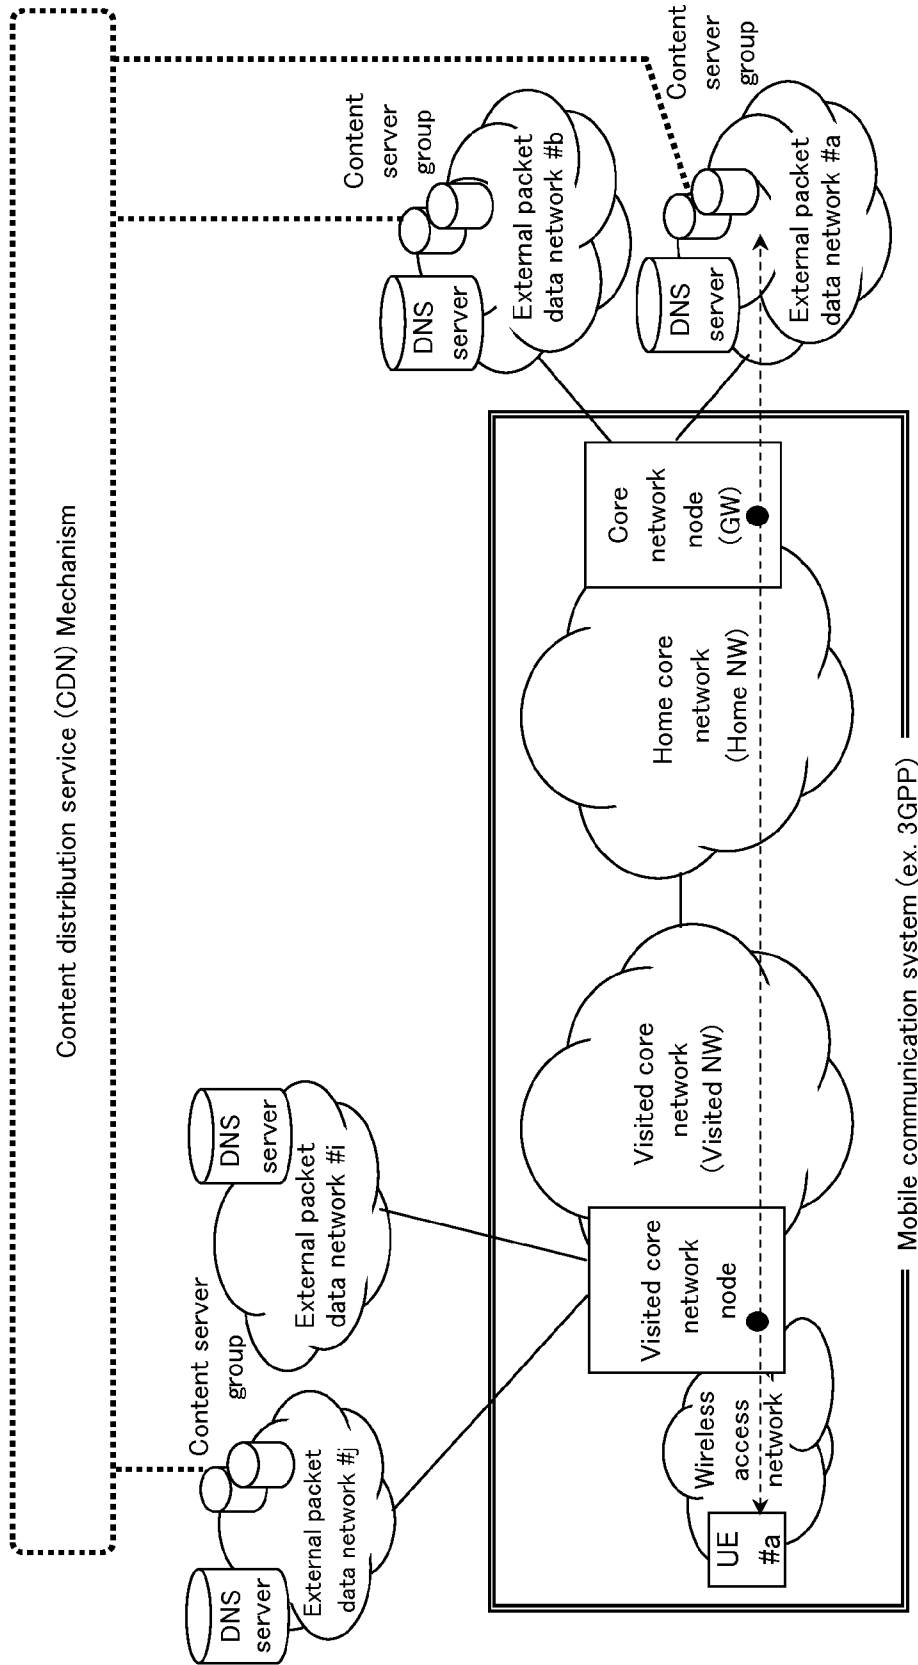 Content distribution service (CDN) Mechanism
DNS
server
External packet
data network #j
Content server
group
DNS
server
External packet
data network #i
Content
server
group
DNS
server
External packet
data network #b
Content
server
group
DNS
server
External packet
data network #a
UE
#a
Wireless
access
network
Visited core
network
node
Visited core
network
(Visited NW)
Home core
network
(Home NW)
Core
network
node
(GW)
Mobile communication system (ex. 3GPP)